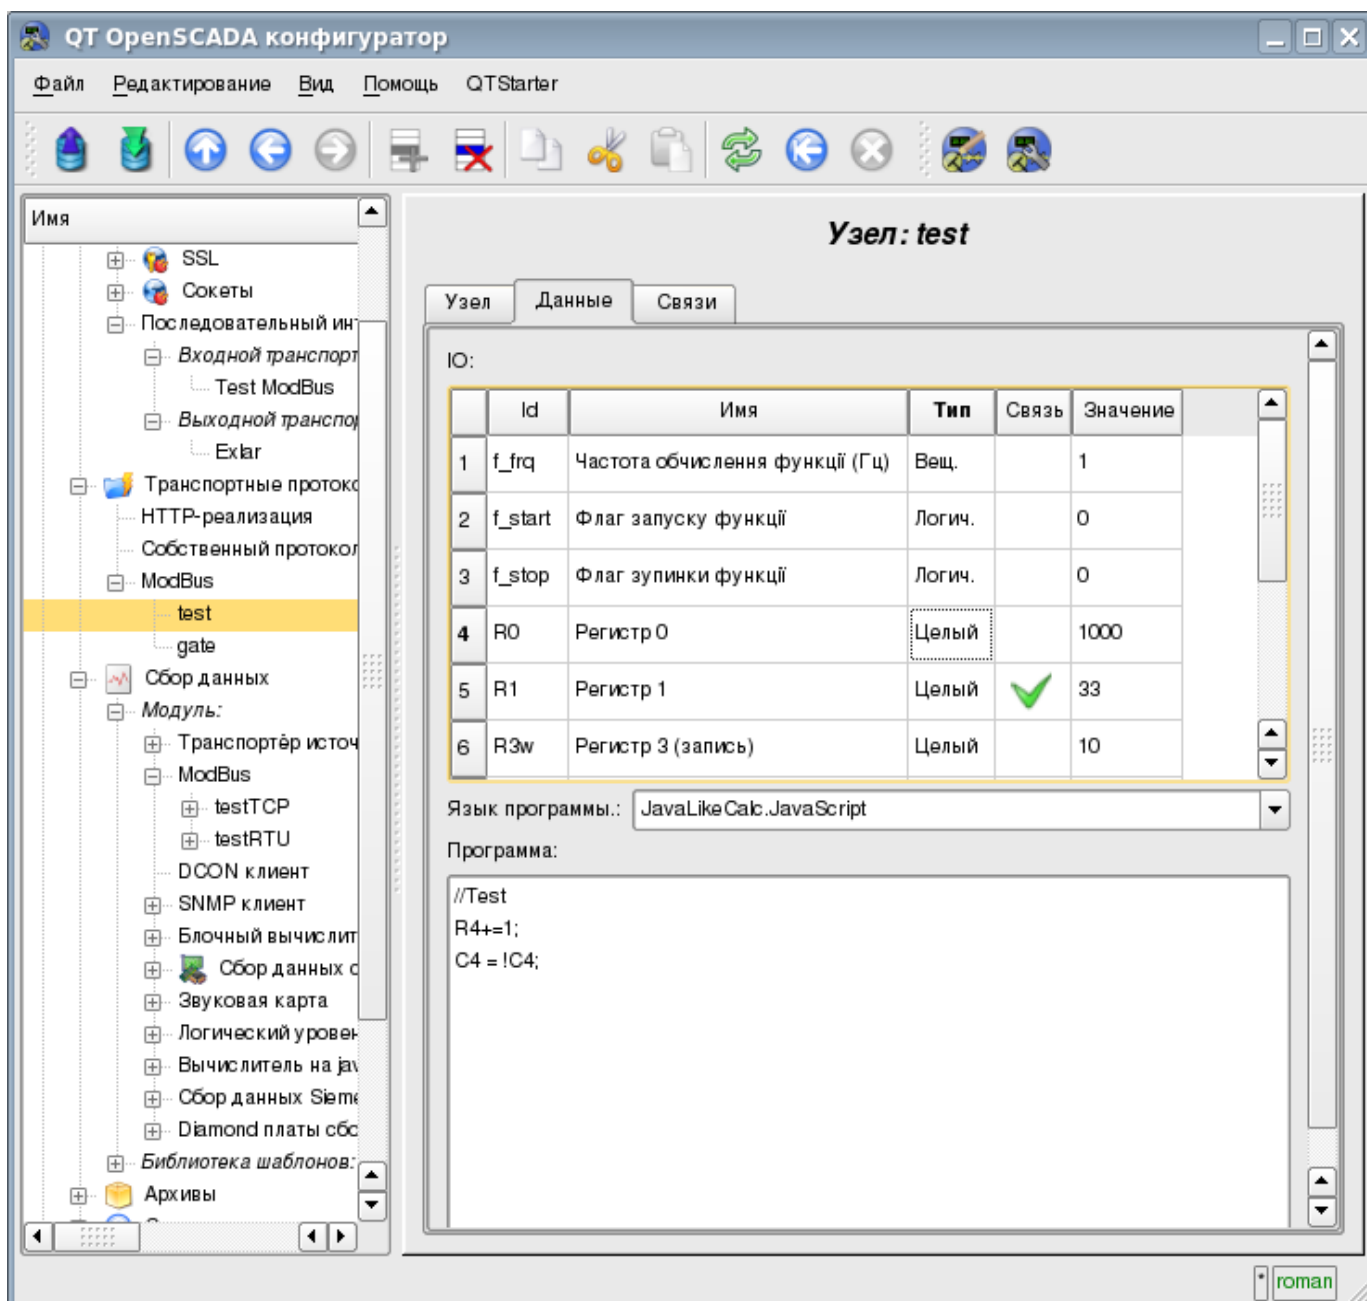 QT OpenSCADA конфигуратор
Файл Редактирование Вид Помощь QTStarter
Имя
SSL
Сокеты
Последовательный инт
Входной транспорт
Test ModBus
Выходной транспор
Exlar
Транспортные протоко
HTTP-реализация
Собственный протокол
ModBus
test
gate
Сбор данных
Модуль:
Транспортёр источ
ModBus
testTCP
testRTU
DCON клиент
SNMP клиент
Блочный вычислит
Сбор данных с
Звуковая карта
Логический уровен
Вычислитель на jav
Сбор данных Sieme
Diamond платы сбо
Библиотека шаблонов:
Архивы
Узел: test
Узел Данные Связи
IO:
Id Имя Тип Связь Значение
1 f_frq Частота обчислення функції (Гц) Вещ. 1
2 f_start Флаг запуску функції Логич. 0
3 f_stop Флаг зупинки функції Логич. 0
4 R0 Регистр 0 Целый 1000
5 R1 Регистр 1 Целый 33
6 R3w Регистр 3 (запись) Целый 10
Язык программы.: JavaLikeCalc.JavaScript
Программа:
//Test
R4+=1;
C4 = !C4;
* roman